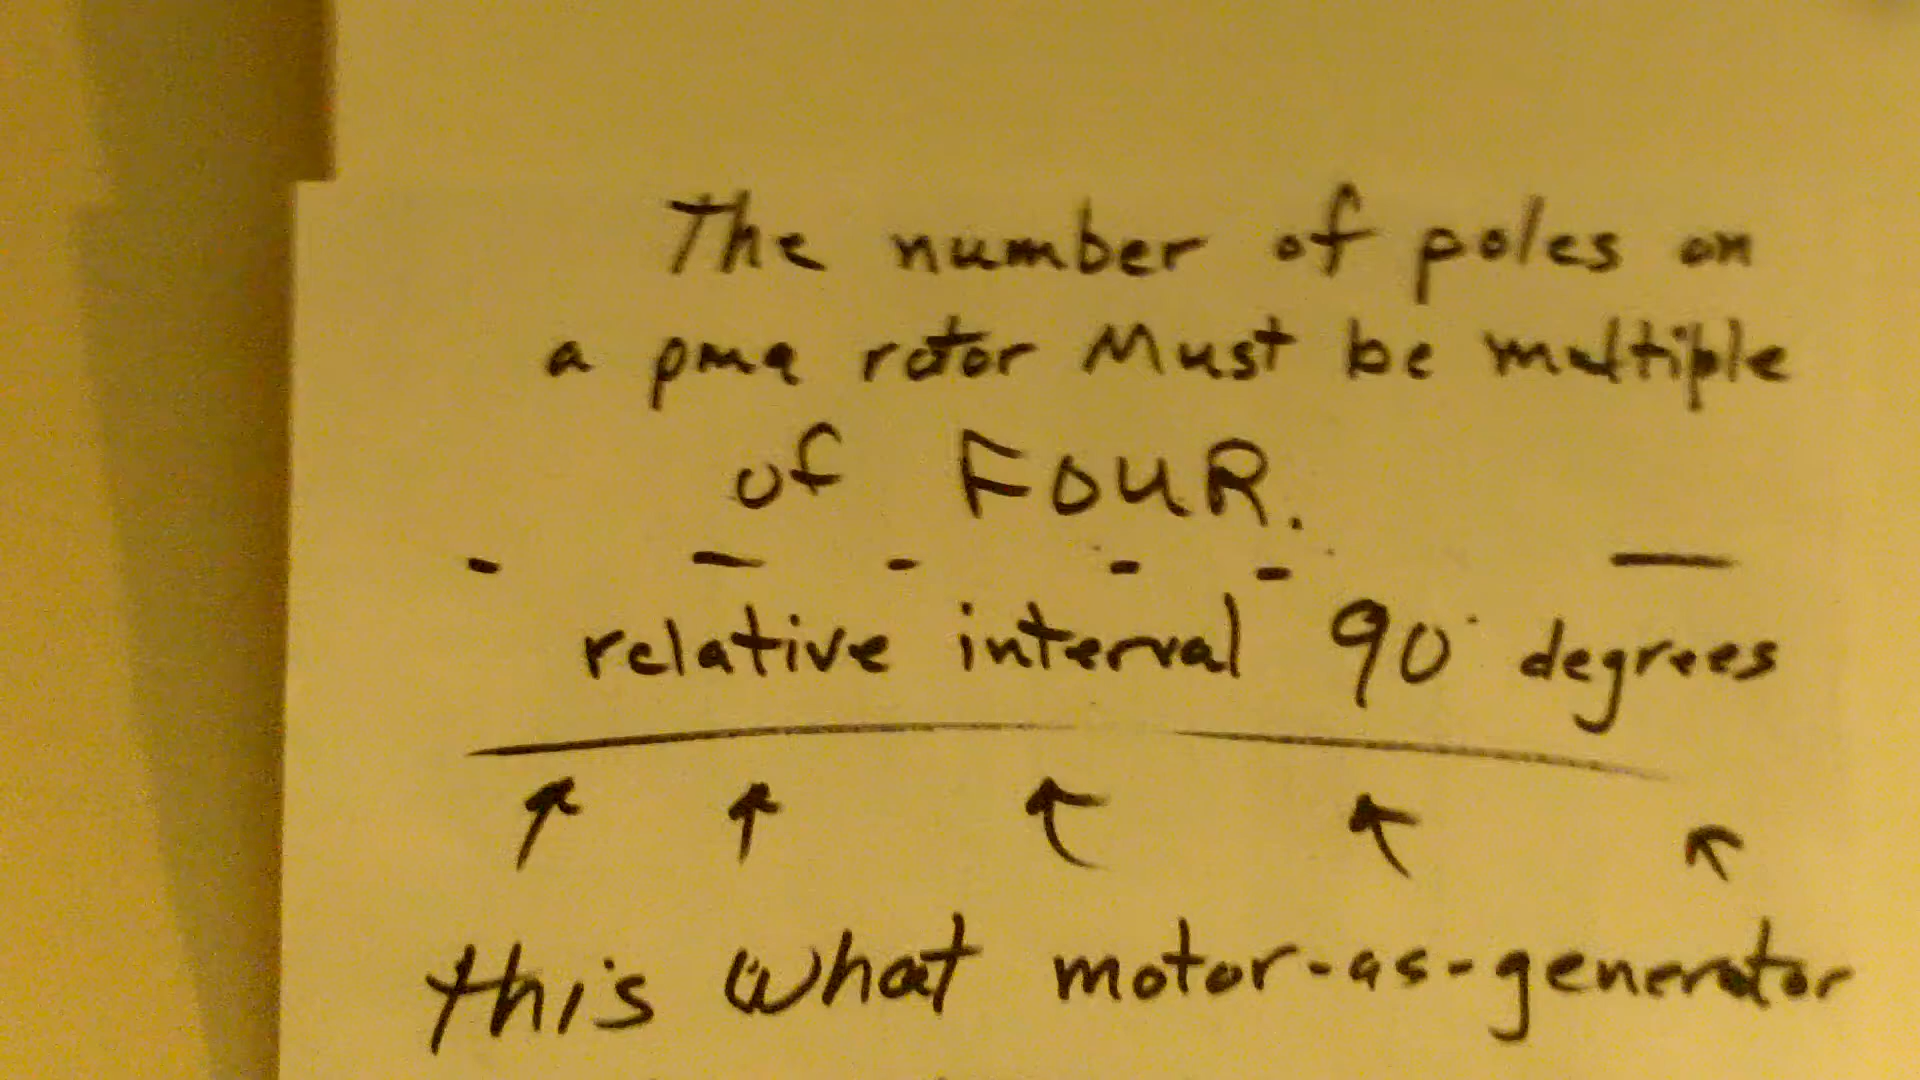 The number of poles on
a pma rotor Must be multiple
of FOUR.
relative interval 90 degrees
this what motor-as-generator